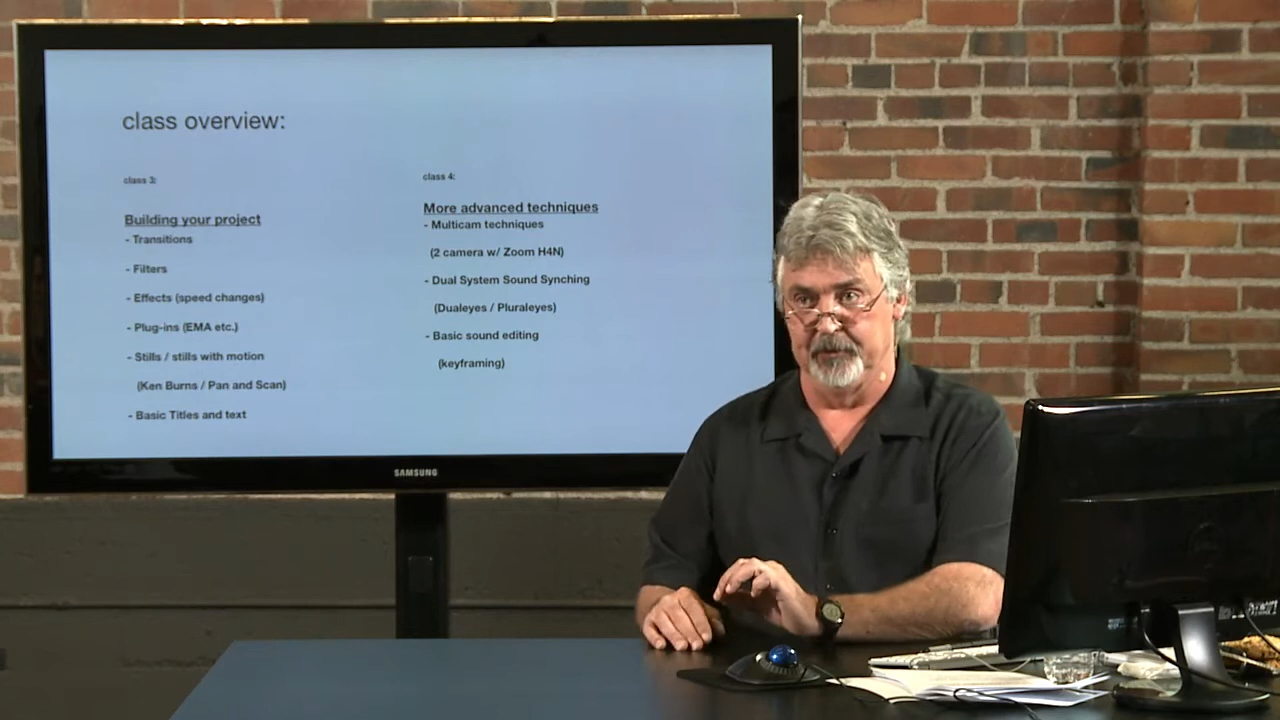 class overview:
class 3:
Building your project
- Transitions
- Filters
- Effects (speed changes)
- Plug-ins (EMA etc.)
- Stills / stills with motion
(Ken Burns / Pan and Scan)
- Basic Titles and text
class 4:
More advanced techniques
- Multicam techniques
(2 camera w/ Zoom H4N)
- Dual System Sound Synching
(Dualeyes / Pluraleyes)
- Basic sound editing
(keyframing)
SAMSUNG